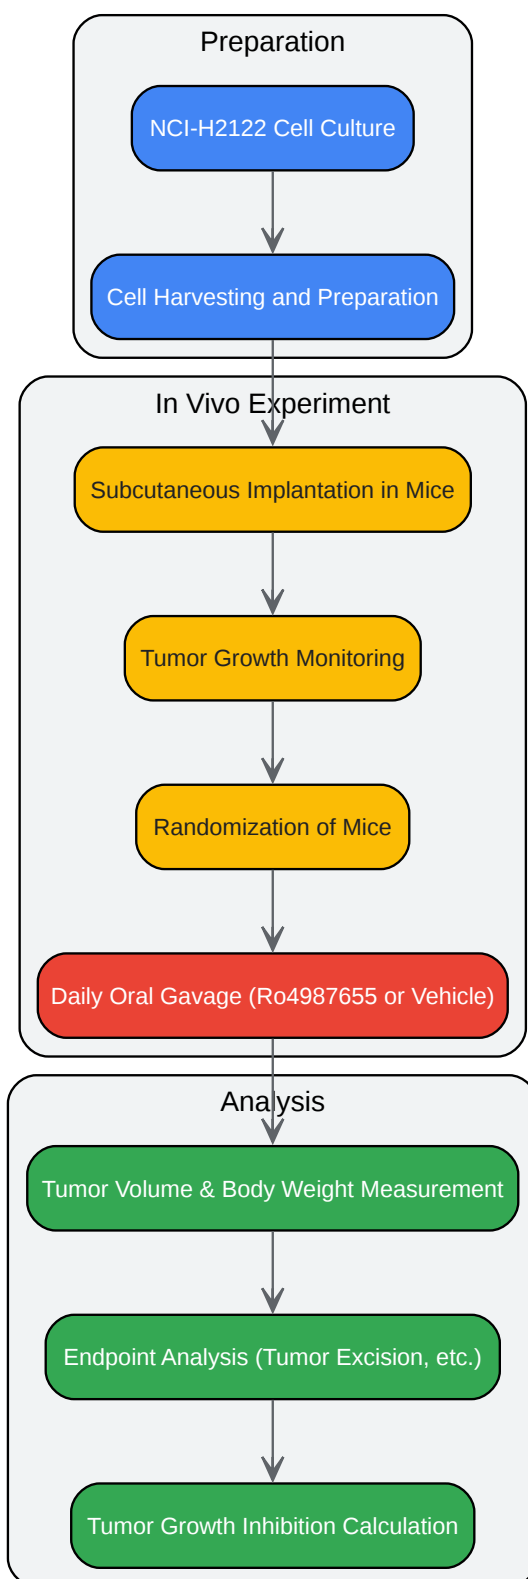 Preparation
NCI-H2122 Cell Culture
Cell Harvesting and Preparation
In Vivo Experiment
Subcutaneous Implantation in Mice
Tumor Growth Monitoring
Randomization of Mice
Daily Oral Gavage (Ro4987655 or Vehicle)
Analysis
Tumor Volume & Body Weight Measurement
Endpoint Analysis (Tumor Excision, etc.)
Tumor Growth Inhibition Calculation